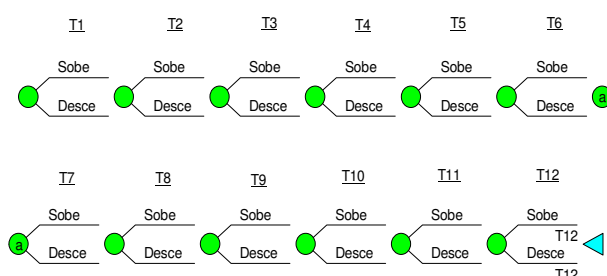 T1 T2 T3 T4 T5 T6
Sobe Sobe Sobe Sobe Sobe Sobe
Desce Desce Desce Desce Desce Desce a
T7 T8 T9 T10 T11 T12
Sobe Sobe Sobe Sobe Sobe Sobe
T12
a Desce Desce Desce Desce Desce Desce
T12